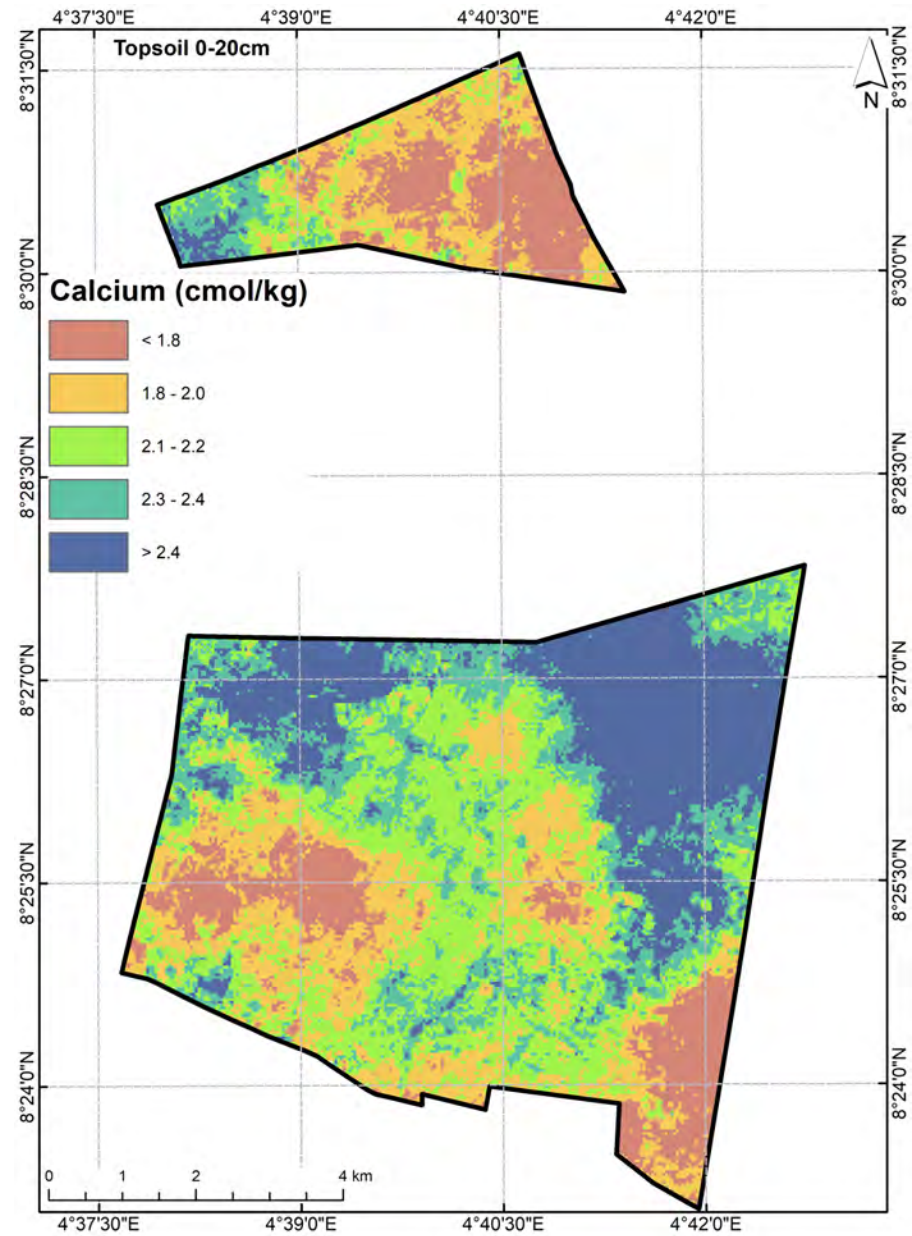 4°37'30"E 4°39'0"E 4°40'30"E 4°42'0"E
Topsoil 0-20cm
8°31'30"N 8°31'30"N
N
8°30'0"N 8°30'0"N
Calcium (cmol/kg)
< 1.8
1.8 - 2.0
2.1 - 2.2
8°28'30"N 8°28'30"N
2.3 - 2.4
> 2.4
8°27'0"N 8°27'0"N
8°25'30"N 8°25'30"N
8°24'0"N 8°24'0"N
0 1 2 4 km
4°37'30"E 4°39'0"E 4°40'30"E 4°42'0"E